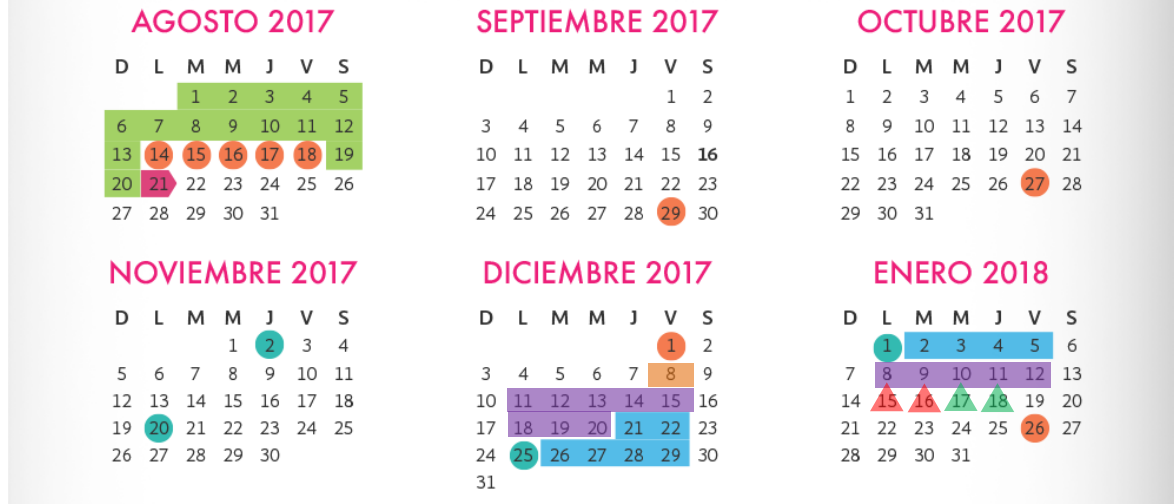 AGOSTO 2017
D L M M J V S
1 2 3 4 5
6 7 8 9 10 11 12
13 14 15 16 17 18 19
20 21 22 23 24 25 26
27 28 29 30 31
SEPTIEMBRE 2017
D L M M J V S
1 2
3 4 5 6 7 8 9
10 11 12 13 14 15 16
17 18 19 20 21 22 23
24 25 26 27 28 29 30
OCTUBRE 2017
D L M M J V S
1 2 3 4 5 6 7
8 9 10 11 12 13 14
15 16 17 18 19 20 21
22 23 24 25 26 27 28
29 30 31
NOVIEMBRE 2017
D L M M J V S
1 2 3 4
5 6 7 8 9 10 11
12 13 14 15 16 17 18
19 20 21 22 23 24 25
26 27 28 29 30
DICIEMBRE 2017
D L M M J V S
1 2
3 4 5 6 7 8 9
10 11 12 13 14 15 16
17 18 19 20 21 22 23
24 25 26 27 28 29 30
31
ENERO 2018
D L M M J V S
1 2 3 4 5 6
7 8 9 10 11 12 13
14 15 16 17 18 19 20
21 22 23 24 25 26 27
28 29 30 31